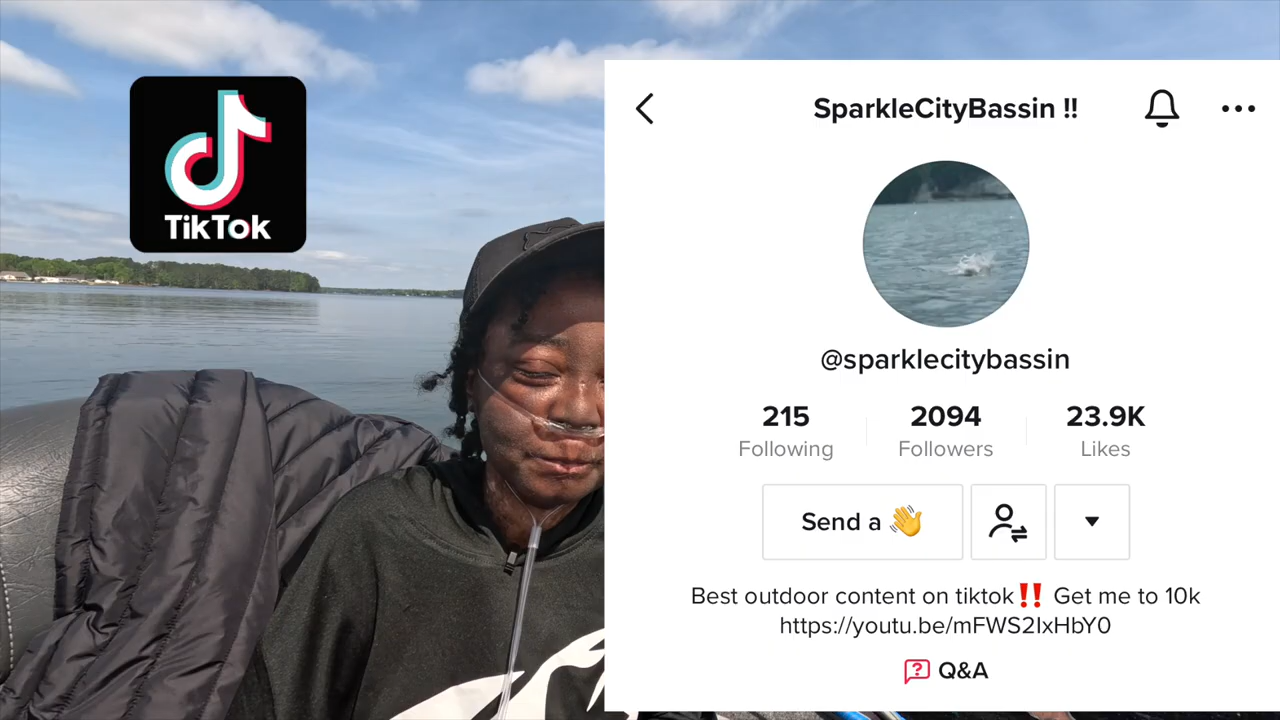 TikTok
SparkleCityBassin !!
@sparklecitybassin
215 2094 23.9K
Following Followers Likes
Send a 👋
Best outdoor content on tiktok‼️ Get me to 10k
https://youtu.be/mFWS2IxHbY0
Q&A